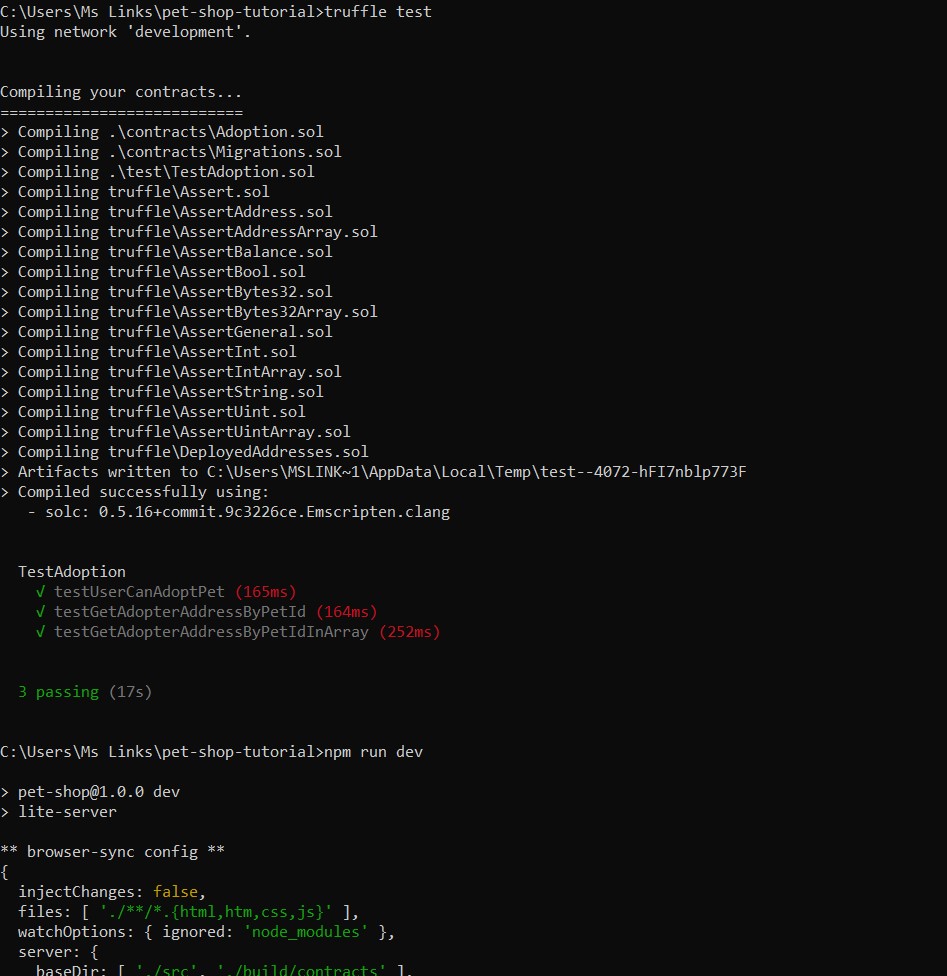 C:\Users\Ms Links\pet-shop-tutorial>truffle test
Using network 'development'.
Compiling your contracts...
===========================
> Compiling .\contracts\Adoption.sol
> Compiling .\contracts\Migrations.sol
> Compiling .\test\TestAdoption.sol
> Compiling truffle\Assert.sol
> Compiling truffle\AssertAddress.sol
> Compiling truffle\AssertAddressArray.sol
> Compiling truffle\AssertBalance.sol
> Compiling truffle\AssertBool.sol
> Compiling truffle\AssertBytes32.sol
> Compiling truffle\AssertBytes32Array.sol
> Compiling truffle\AssertGeneral.sol
> Compiling truffle\AssertInt.sol
> Compiling truffle\AssertIntArray.sol
> Compiling truffle\AssertString.sol
> Compiling truffle\AssertUint.sol
> Compiling truffle\AssertUintArray.sol
> Compiling truffle\DeployedAddresses.sol
> Artifacts written to C:\Users\MSLINK~1\AppData\Local\Temp\test--4072-hFI7nblp773F
> Compiled successfully using:
- solc: 0.5.16+commit.9c3226ce.Emscripten.clang
TestAdoption
√ testUserCanAdoptPet (165ms)
√ testGetAdopterAddressByPetId (164ms)
√ testGetAdopterAddressByPetIdInArray (252ms)
3 passing (17s)
C:\Users\Ms Links\pet-shop-tutorial>npm run dev
> pet-shop@1.0.0 dev
> lite-server
** browser-sync config **
{
injectChanges: false,
files: [ './**/*.{html,htm,css,js}' ],
watchOptions: { ignored: 'node_modules' },
server: {
baseDir: [ './src', './build/contracts' ],